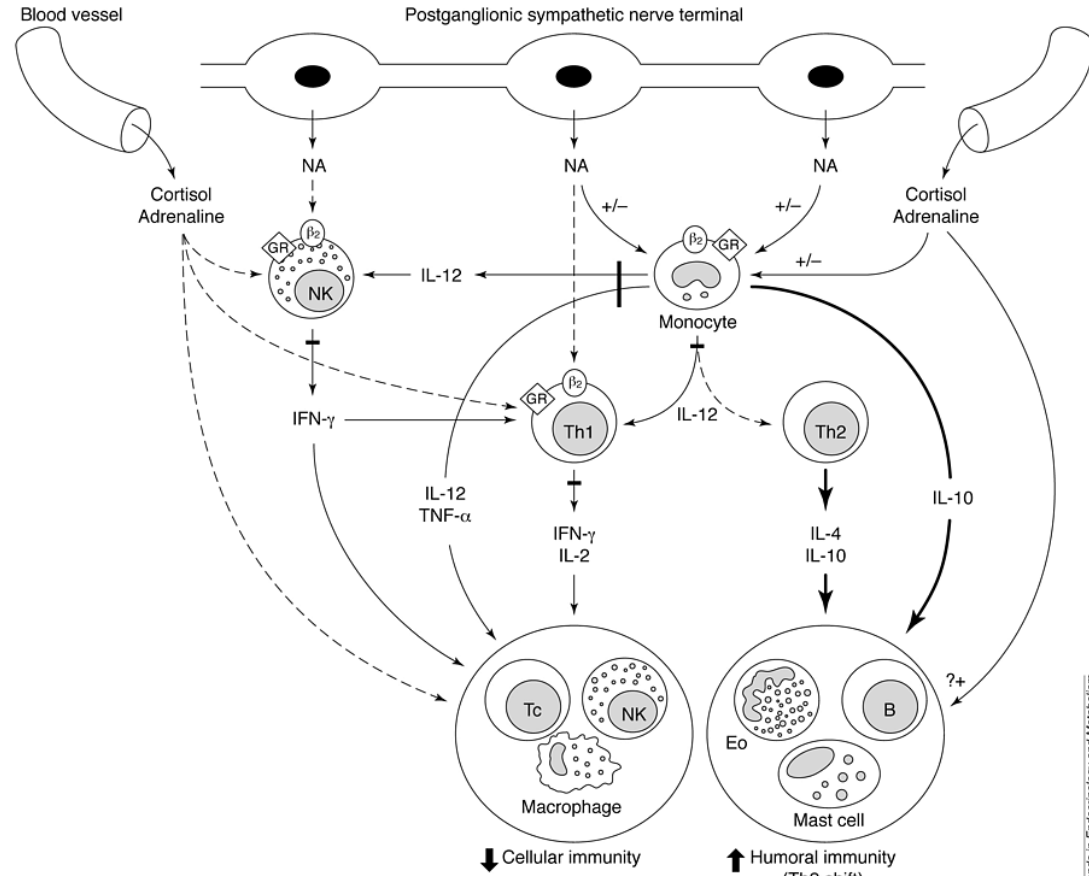 Blood vessel
Postganglionic sympathetic nerve terminal
NA
NA
NA
Cortisol
Adrenaline
Cortisol
Adrenaline
+/–
+/–
+/–
β2
GR
NK
IL-12
β2
GR
Monocyte
IFN-γ
β2
GR
Th1
IL-12
Th2
IL-12
TNF-α
IFN-γ
IL-2
IL-4
IL-10
IL-10
?+
Tc
NK
Macrophage
Eo
B
Mast cell
Cellular immunity
Humoral immunity
(Th2 shift)